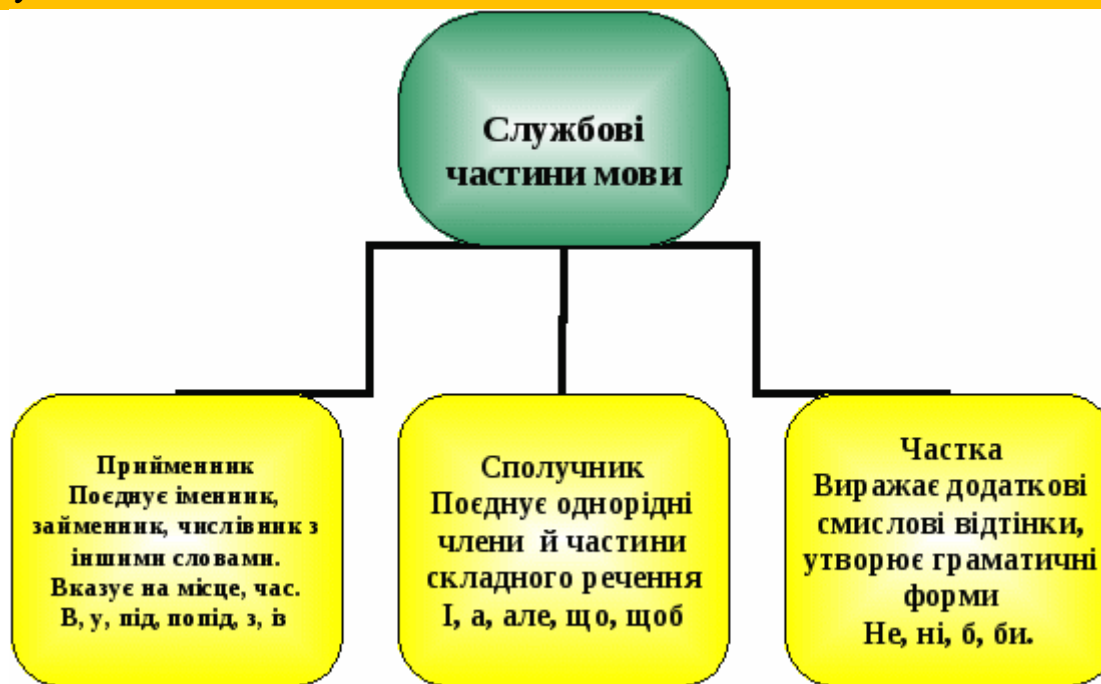 Службові
частини мови
Прийменник
Поєднує іменник,
займенник, числівник з
іншими словами.
Вказує на місце, час.
В, у, під, попід, з, із
Сполучник
Поєднує однорідні
члени й частини
складного речення
І, а, але, що, щоб
Частка
Виражає додаткові
смислові відтінки,
утворює граматичні
форми
Не, ні, б, би.